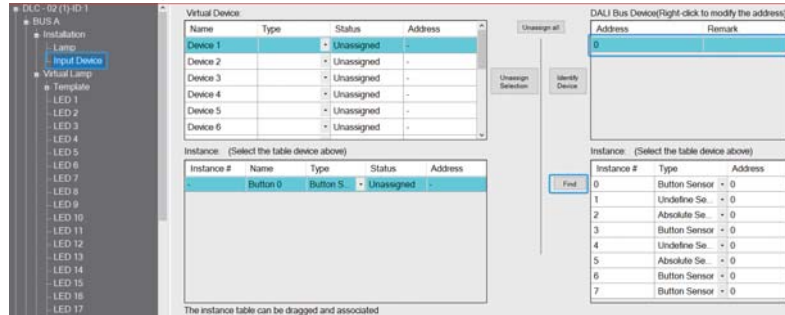 DLC - 02 (1)-ID:1
BUS A
Installation
Lamp
Input Device
Virtual Lamp
Template
LED 1
LED 2
LED 3
LED 4
LED 5
LED 6
LED 7
LED 8
LED 9
LED 10
LED 11
LED 12
LED 13
LED 14
LED 15
LED 16
LED 17
Virtual Device:
Name Type Status Address
Device 1 Unassigned -
Device 2 Unassigned -
Device 3 Unassigned -
Device 4 Unassigned -
Device 5 Unassigned -
Device 6 Unassigned -
Instance: (Select the table device above)
Instance # Name Type Status Address
- Button 0 Button S... Unassigned -
The instance table can be dragged and associated
Unassign all
Unassign Selection
Identify Device
Find
DALI Bus Device(Right-click to modify the address)
Address Remark
0
Instance: (Select the table device above)
Instance # Type Address
0 Button Sensor 0
1 Undefine Se... 0
2 Absolute Se... 0
3 Button Sensor 0
4 Undefine Se... 0
5 Absolute Se... 0
6 Button Sensor 0
7 Button Sensor 0